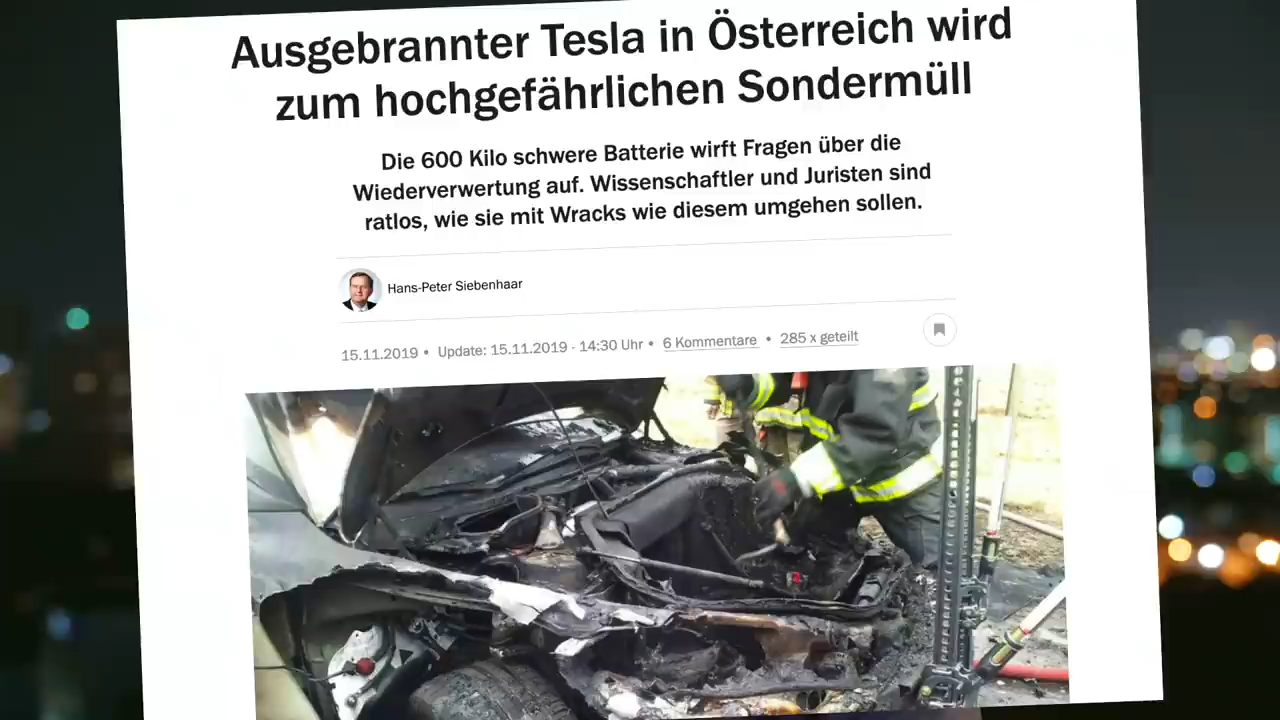 Ausgebrannter Tesla in Österreich wird
zum hochgefährlichen Sondermüll
Die 600 Kilo schwere Batterie wirft Fragen über die
Wiederverwertung auf. Wissenschaftler und Juristen sind
ratlos, wie sie mit Wracks wie diesem umgehen sollen.
Hans-Peter Siebenhaar
15.11.2019 • Update: 15.11.2019 · 14:30 Uhr • 6 Kommentare • 285 x geteilt